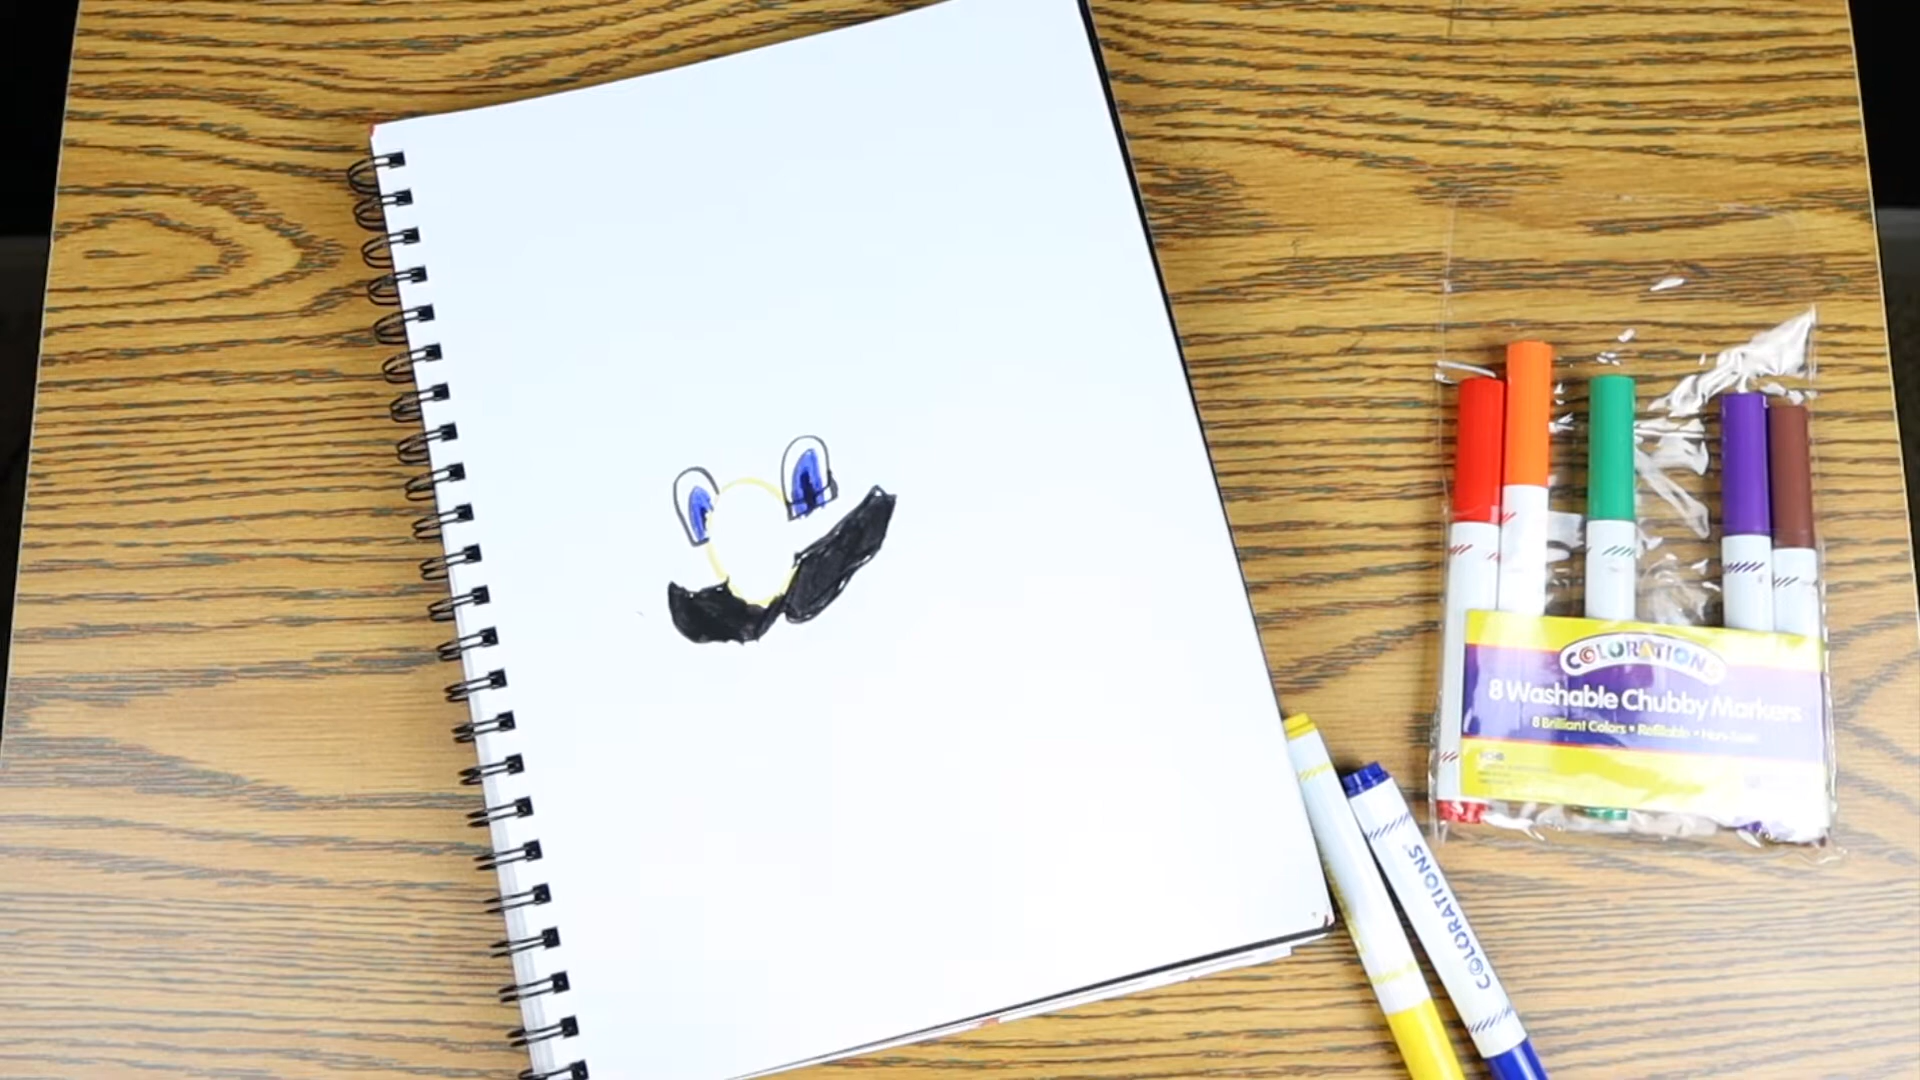 COLORATIONS
8 Washable Chubby Markers
8 Brilliant Colors • Refillable •
COLORATIONS